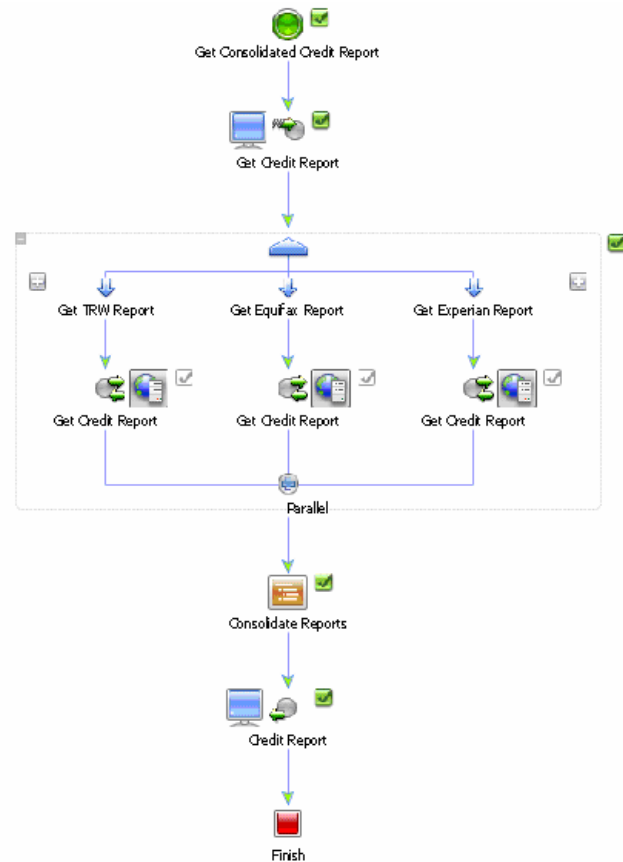 Get Consolidated Credit Report
Get Credit Report
Get TRW Report
Get Equifax Report
Get Experian Report
Get Credit Report
Get Credit Report
Get Credit Report
Parallel
Consolidate Reports
Credit Report
Finish